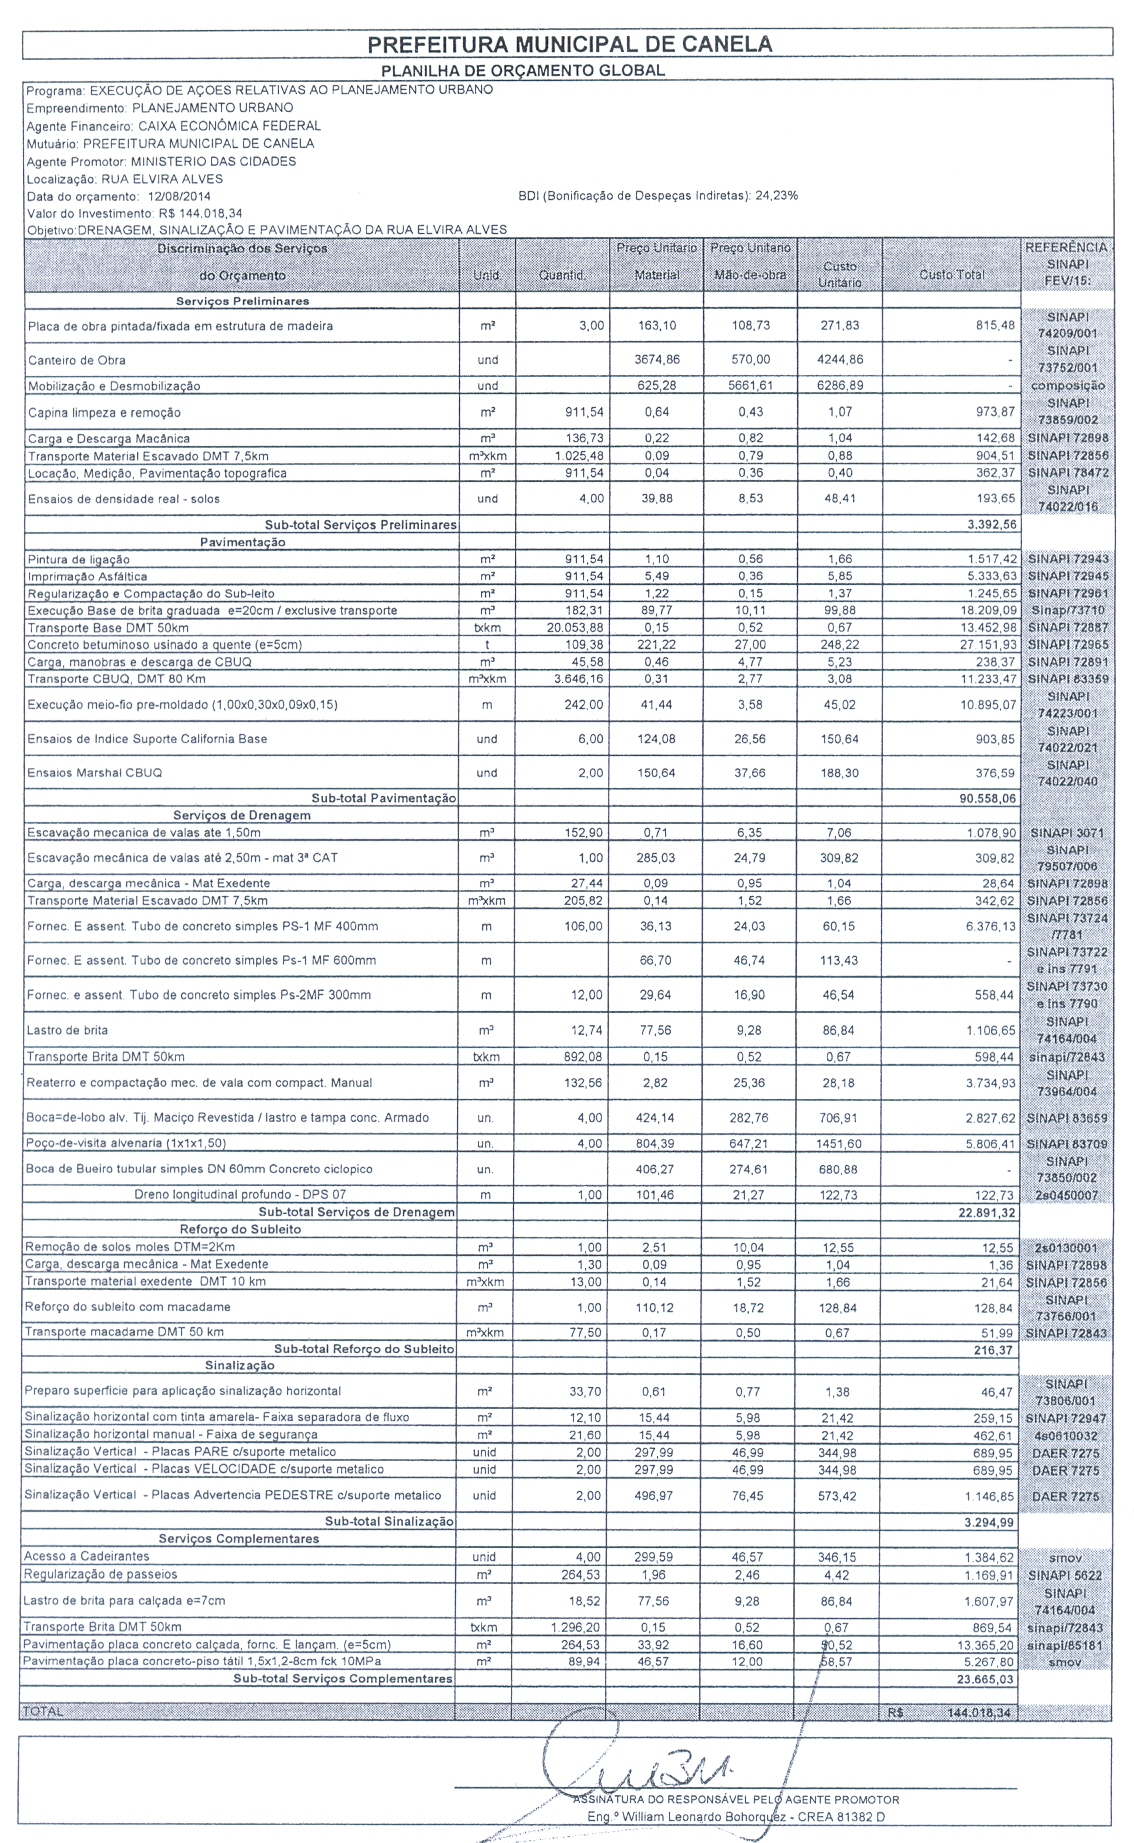 PREFEITURA MUNICIPAL DE CANELA
PLANILHA DE ORÇAMENTO GLOBAL
Programa: EXECUÇÃO DE AÇOES RELATIVAS AO PLANEJAMENTO URBANO
Empreendimento: PLANEJAMENTO URBANO
Agente Financeiro: CAIXA ECONÔMICA FEDERAL
Mutuário: PREFEITURA MUNICIPAL DE CANELA
Agente Promotor: MINISTERIO DAS CIDADES
Localização: RUA ELVIRA ALVES
Data do orçamento: 12/08/2014 BDI (Bonificação de Despeças Indiretas): 24,23%
Valor do Investimento: R$ 144.018,34
Objetivo:DRENAGEM, SINALIZAÇÃO E PAVIMENTAÇÃO DA RUA ELVIRA ALVES
Discriminação dos Serviços do Orçamento Unid. Quantid. Preço Unitario Material Preço Unitario Mão-de-obra Custo Unitário Custo Total REFERÊNCIA SINAPI FEV/15:
Serviços Preliminares
Placa de obra pintada/fixada em estrutura de madeira m² 3,00 163,10 108,73 271,83 815,48 SINAPI 74209/001
Canteiro de Obra und 3674,86 570,00 4244,86 - SINAPI 73752/001
Mobilização e Desmobilização und 625,28 5661,61 6286,89 - composição
Capina limpeza e remoção m² 911,54 0,64 0,43 1,07 973,87 SINAPI 73859/002
Carga e Descarga Macânica m³ 136,73 0,22 0,82 1,04 142,68 SINAPI 72898
Transporte Material Escavado DMT 7,5km m³xkm 1.025,48 0,09 0,79 0,88 904,51 SINAPI 72856
Locação, Medição, Pavimentação topografica m² 911,54 0,04 0,36 0,40 362,37 SINAPI 78472
Ensaios de densidade real - solos und 4,00 39,88 8,53 48,41 193,65 SINAPI 74022/016
Sub-total Serviços Preliminares 3.392,56
Pavimentação
Pintura de ligação m² 911,54 1,10 0,56 1,66 1.517,42 SINAPI 72943
Imprimação Asfáltica m² 911,54 5,49 0,36 5,85 5.333,63 SINAPI 72945
Regularização e Compactação do Sub-leito m² 911,54 1,22 0,15 1,37 1.245,65 SINAPI 72961
Execução Base de brita graduada e=20cm / exclusive transporte m³ 182,31 89,77 10,11 99,88 18.209,09 Sinap/73710
Transporte Base DMT 50km txkm 20.053,88 0,15 0,52 0,67 13.452,98 SINAPI 72887
Concreto betuminoso usinado a quente (e=5cm) t 109,38 221,22 27,00 248,22 27.151,93 SINAPI 72965
Carga, manobras e descarga de CBUQ m³ 45,58 0,46 4,77 5,23 238,37 SINAPI 72891
Transporte CBUQ, DMT 80 Km m³xkm 3.646,16 0,31 2,77 3,08 11.233,47 SINAPI 83359
Execução meio-fio pre-moldado (1,00x0,30x0,09x0,15) m 242,00 41,44 3,58 45,02 10.895,07 SINAPI 74223/001
Ensaios de Indice Suporte California Base und 6,00 124,08 26,56 150,64 903,85 SINAPI 74022/021
Ensaios Marshal CBUQ und 2,00 150,64 37,66 188,30 376,59 SINAPI 74022/040
Sub-total Pavimentação 90.558,06
Serviços de Drenagem
Escavação mecanica de valas ate 1,50m m³ 152,90 0,71 6,35 7,06 1.078,90 SINAPI 3071
Escavação mecânica de valas até 2,50m - mat 3ª CAT m³ 1,00 285,03 24,79 309,82 309,82 SINAPI 79507/006
Carga, descarga mecânica - Mat Exedente m³ 27,44 0,09 0,95 1,04 28,64 SINAPI 72898
Transporte Material Escavado DMT 7,5km m³xkm 205,82 0,14 1,52 1,66 342,62 SINAPI 72856
Fornec. E assent. Tubo de concreto simples PS-1 MF 400mm m 106,00 36,13 24,03 60,15 6.376,13 SINAPI 73724 /7781
Fornec. E assent. Tubo de concreto simples Ps-1 MF 600mm m 66,70 46,74 113,43 - SINAPI 73722 e Ins 7791
Fornec. e assent. Tubo de concreto simples Ps-2MF 300mm m 12,00 29,64 16,90 46,54 558,44 SINAPI 73730 e Ins 7790
Lastro de brita m³ 12,74 77,56 9,28 86,84 1.106,65 SINAPI 74164/004
Transporte Brita DMT 50km txkm 892,08 0,15 0,52 0,67 598,44 sinapi/72843
Reaterro e compactação mec. de vala com compact. Manual m³ 132,56 2,82 25,36 28,18 3.734,93 SINAPI 73964/004
Boca=de-lobo alv. Tij. Maciço Revestida / lastro e tampa conc. Armado un. 4,00 424,14 282,76 706,91 2.827,62 SINAPI 83659
Poço-de-visita alvenaria (1x1x1,50) un. 4,00 804,39 647,21 1451,60 5.806,41 SINAPI 83709
Boca de Bueiro tubular simples DN 60mm Concreto ciclopico un. 406,27 274,61 680,88 - SINAPI 73850/002
Dreno longitudinal profundo - DPS 07 m 1,00 101,46 21,27 122,73 122,73 2s0450007
Sub-total Serviços de Drenagem 22.891,32
Reforço do Subleito
Remoção de solos moles DTM=2Km m³ 1,00 2,51 10,04 12,55 12,55 2s0130001
Carga, descarga mecânica - Mat Exedente m³ 1,30 0,09 0,95 1,04 1,36 SINAPI 72898
Transporte material exedente DMT 10 km m³xkm 13,00 0,14 1,52 1,66 21,64 SINAPI 72856
Reforço do subleito com macadame m³ 1,00 110,12 18,72 128,84 128,84 SINAPI 73766/001
Transporte macadame DMT 50 km m³xkm 77,50 0,17 0,50 0,67 51,99 SINAPI 72843
Sub-total Reforço do Subleito 216,37
Sinalização
Preparo superficie para aplicação sinalização horizontal m² 33,70 0,61 0,77 1,38 46,47 SINAPI 73806/001
Sinalização horizontal com tinta amarela- Faixa separadora de fluxo m² 12,10 15,44 5,98 21,42 259,15 SINAPI 72947
Sinalização horizontal manual - Faixa de segurança m² 21,60 15,44 5,98 21,42 462,61 4s0610032
Sinalização Vertical - Placas PARE c/suporte metalico unid 2,00 297,99 46,99 344,98 689,95 DAER 7275
Sinalização Vertical - Placas VELOCIDADE c/suporte metalico unid 2,00 297,99 46,99 344,98 689,95 DAER 7275
Sinalização Vertical - Placas Advertencia PEDESTRE c/suporte metalico unid 2,00 496,97 76,45 573,42 1.146,85 DAER 7275
Sub-total Sinalização 3.294,99
Serviços Complementares
Acesso a Cadeirantes unid 4,00 299,59 46,57 346,15 1.384,62 smov
Regularização de passeios m² 264,53 1,96 2,46 4,42 1.169,91 SINAPI 5622
Lastro de brita para calçada e=7cm m³ 18,52 77,56 9,28 86,84 1.607,97 SINAPI 74164/004
Transporte Brita DMT 50km txkm 1.296,20 0,15 0,52 0,67 869,54 sinapi/72843
Pavimentação placa concreto calçada, fornc. E lançam. (e=5cm) m² 264,53 33,92 16,60 50,52 13.365,20 sinapi/85181
Pavimentação placa concreto-piso tátil 1,5x1,2-8cm fck 10MPa m² 89,94 46,57 12,00 58,57 5.267,80 smov
Sub-total Serviços Complementares 23.665,03
TOTAL R$ 144.018,34
ASSINATURA DO RESPONSÁVEL PELO AGENTE PROMOTOR
Eng.º William Leonardo Bohorquez - CREA 81382 D